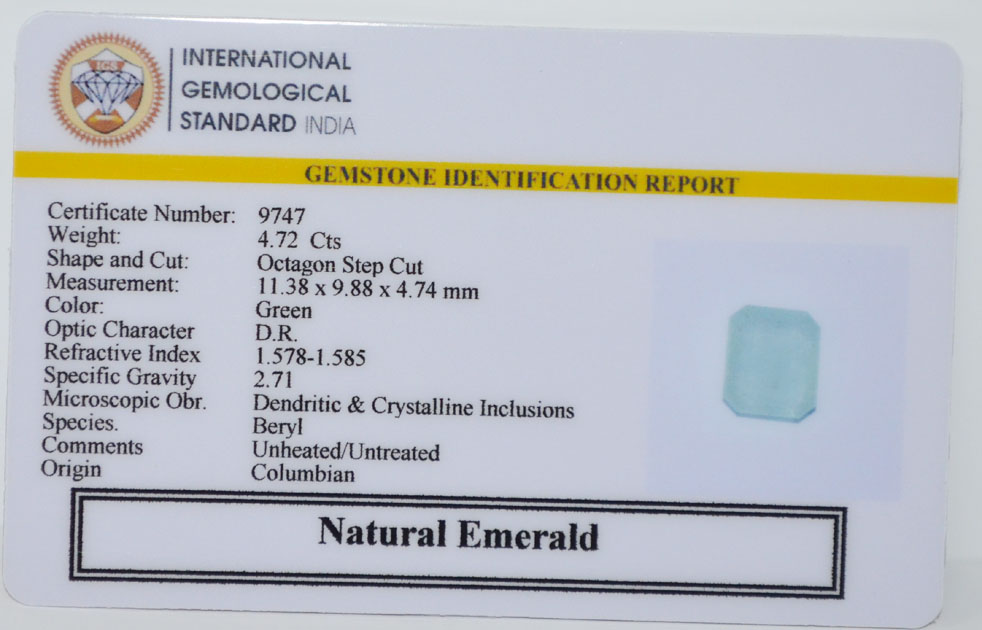 IGS
INTERNATIONAL
GEMOLOGICAL
STANDARD INDIA
GEMSTONE IDENTIFICATION REPORT
Certificate Number: 9747
Weight: 4.72 Cts
Shape and Cut: Octagon Step Cut
Measurement: 11.38 x 9.88 x 4.74 mm
Color: Green
Optic Character D.R.
Refractive Index 1.578-1.585
Specific Gravity 2.71
Microscopic Obr. Dendritic & Crystalline Inclusions
Species. Beryl
Comments Unheated/Untreated
Origin Columbian
Natural Emerald